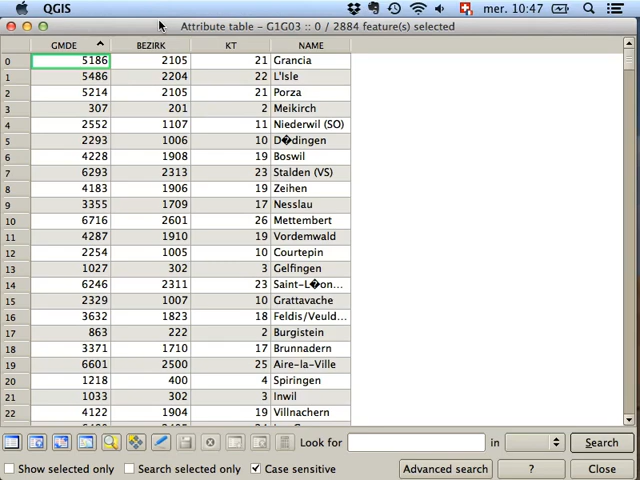 QGIS mer. 10:47
Attribute table - G1G03 :: 0 / 2884 feature(s) selected
GMDE BEZIRK KT NAME
0 5186 2105 21 Grancia
1 5486 2204 22 L'Isle
2 5214 2105 21 Porza
3 307 201 2 Meikirch
4 2552 1107 11 Niederwil (SO)
5 2293 1006 10 D�dingen
6 4228 1908 19 Boswil
7 6293 2313 23 Stalden (VS)
8 4183 1906 19 Zeihen
9 3355 1709 17 Nesslau
10 6716 2601 26 Mettembert
11 4287 1910 19 Vordemwald
12 2254 1005 10 Courtepin
13 1027 302 3 Gelfingen
14 6246 2311 23 Saint-L�on...
15 2329 1007 10 Grattavache
16 3632 1823 18 Feldis/Veuld...
17 863 222 2 Burgistein
18 3371 1710 17 Brunnadern
19 6601 2500 25 Aire-la-Ville
20 1218 400 4 Spiringen
21 1033 302 3 Inwil
22 4122 1904 19 Villnachern
Look for in Search
Show selected only Search selected only Case sensitive Advanced search ? Close